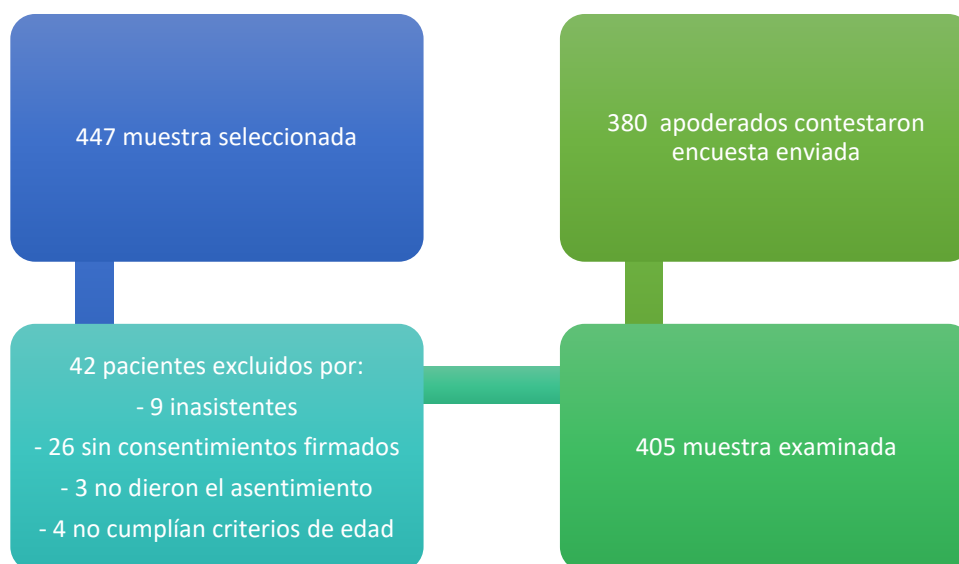 447 muestra seleccionada
42 pacientes excluidos por:
- 9 inasistentes
- 26 sin consentimientos firmados
- 3 no dieron el asentimiento
- 4 no cumplían criterios de edad
405 muestra examinada
380 apoderados contestaron
encuesta enviada